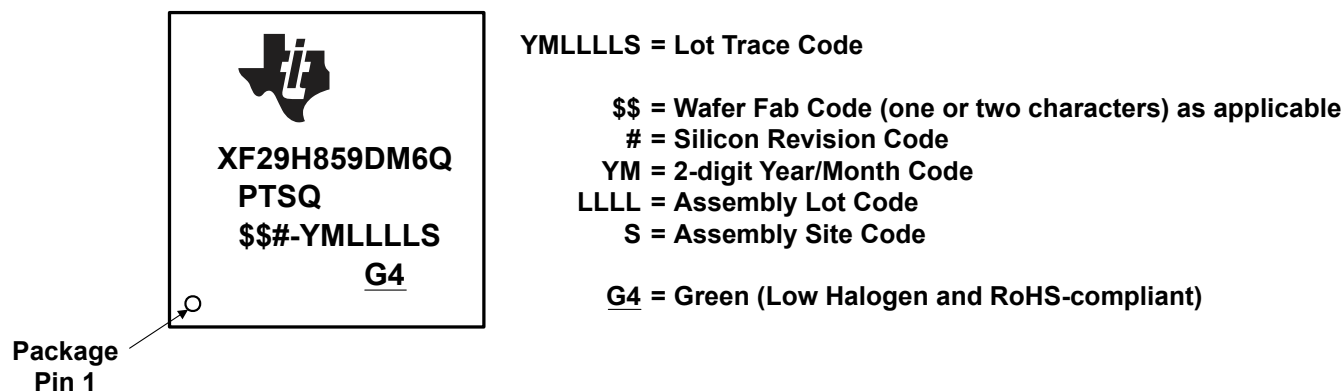 XF29H859DM6Q
PTSQ
$$#-YMLLLLS
G4
Package
Pin 1
YMLLLLS = Lot Trace Code
$$ = Wafer Fab Code (one or two characters) as applicable
# = Silicon Revision Code
YM = 2-digit Year/Month Code
LLLL = Assembly Lot Code
S = Assembly Site Code
G4 = Green (Low Halogen and RoHS-compliant)